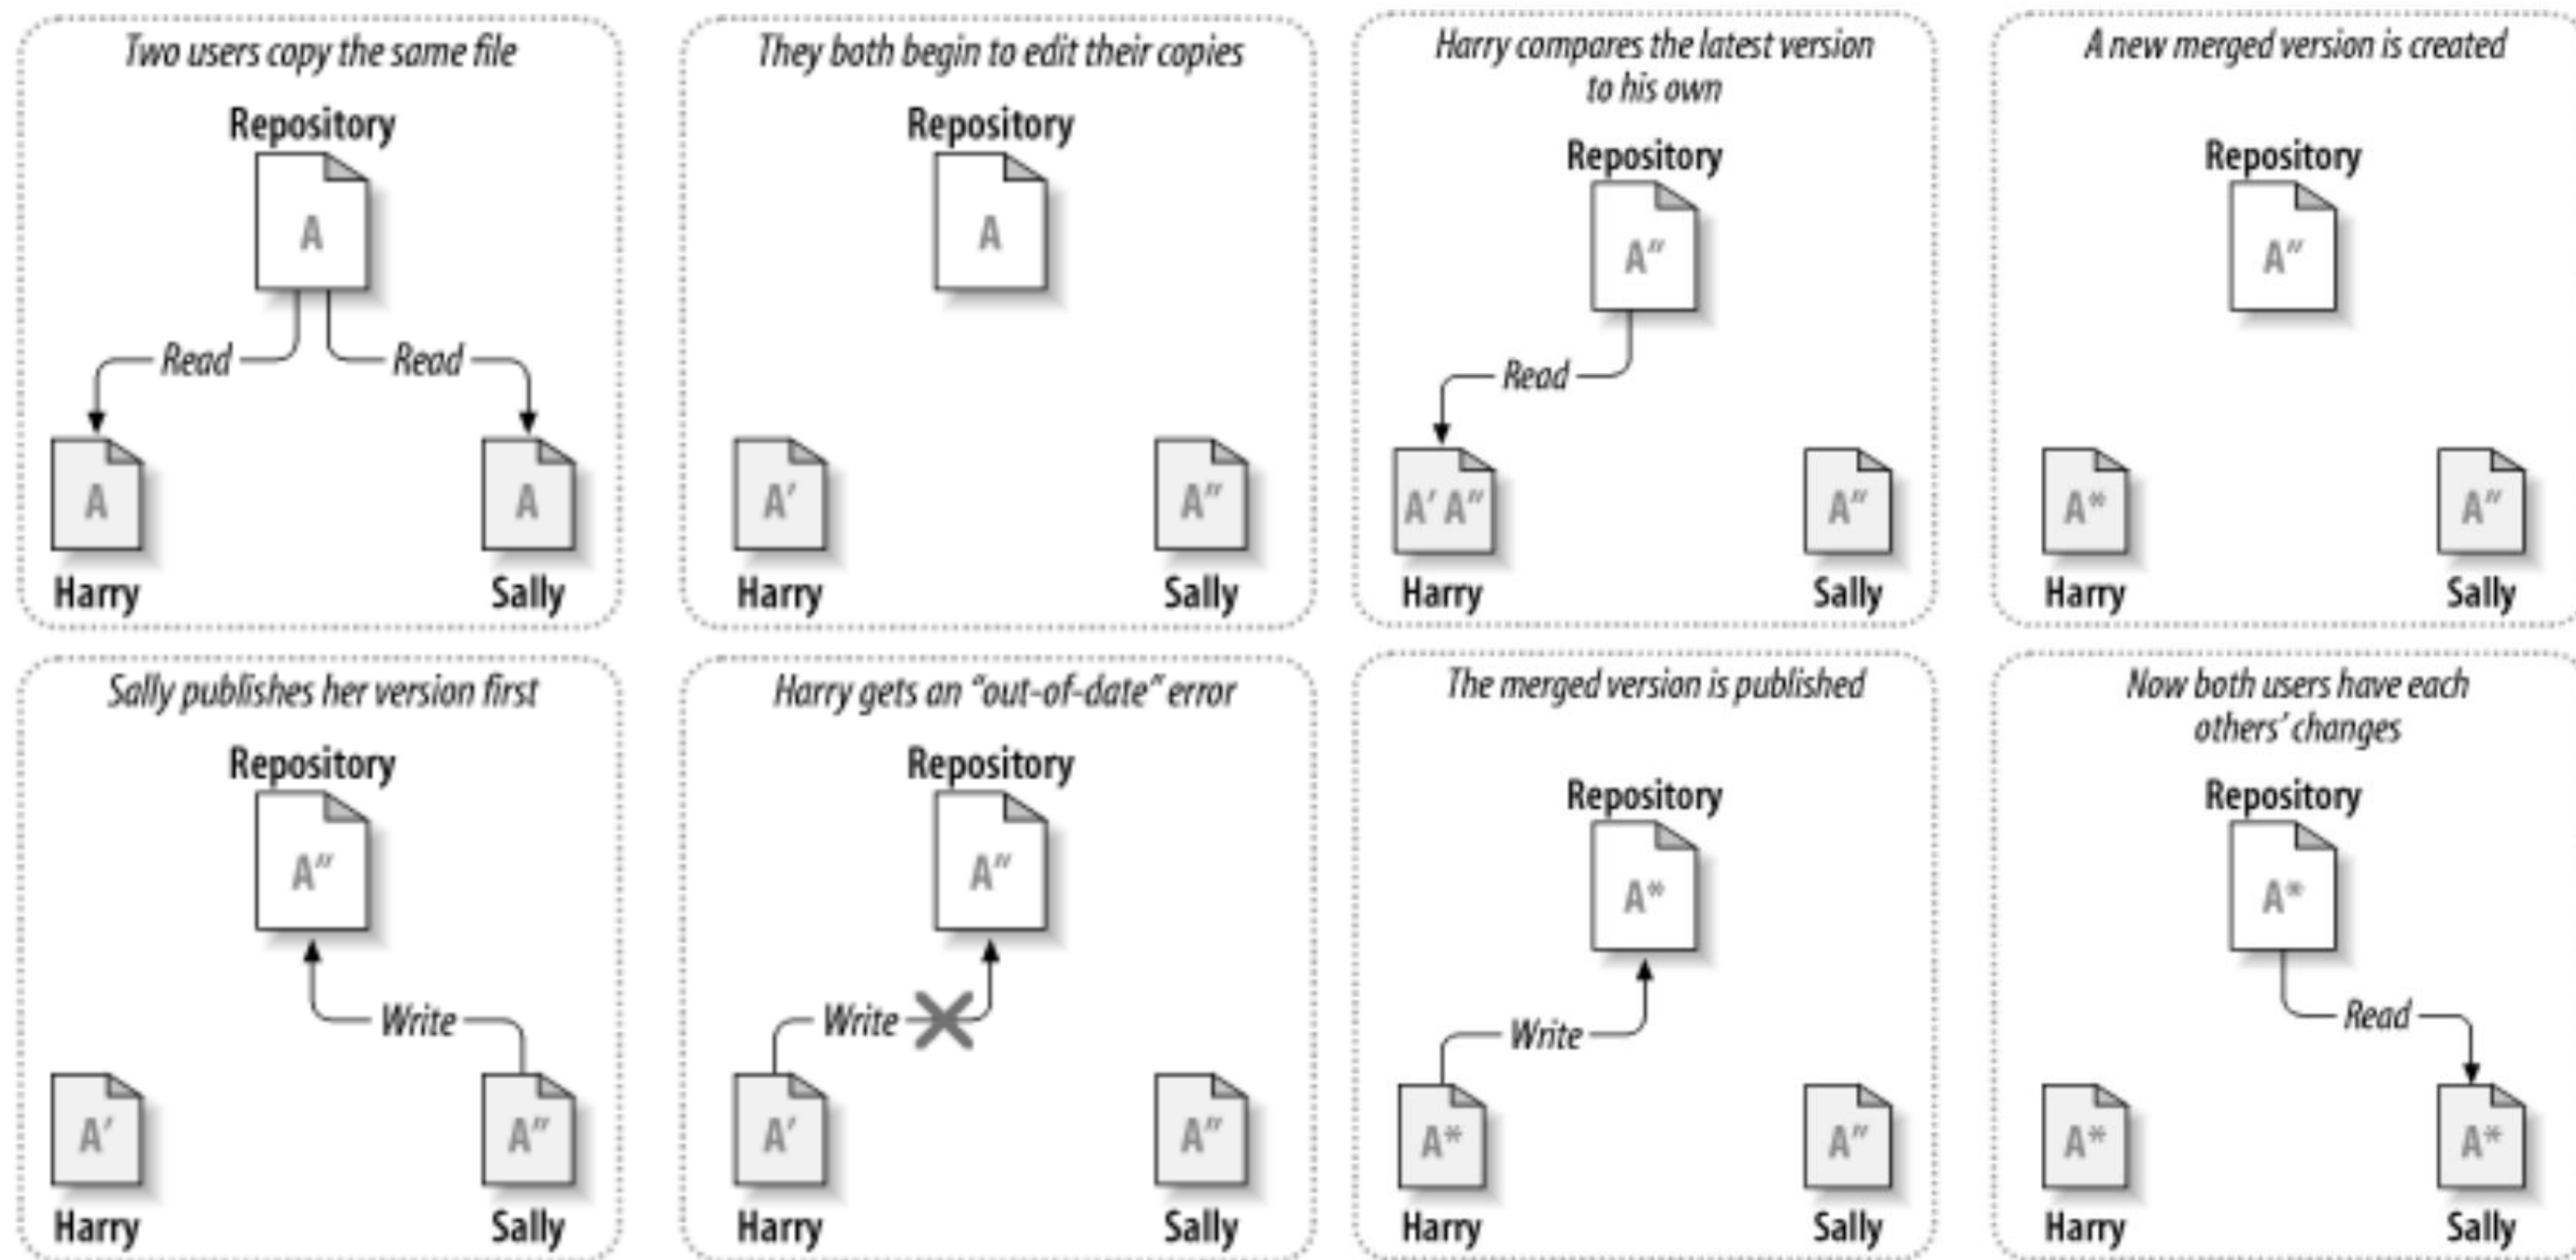 Two users copy the same file
Repository
A
Read Read
A A
Harry Sally
They both begin to edit their copies
Repository
A
A′ A″
Harry Sally
Harry compares the latest version
to his own
Repository
A″
Read
A′ A″ A″
Harry Sally
A new merged version is created
Repository
A″
A* A″
Harry Sally
Sally publishes her version first
Repository
A″
Write
A′ A″
Harry Sally
Harry gets an “out-of-date” error
Repository
A″
Write
A′ A″
Harry Sally
The merged version is published
Repository
A*
Write
A* A″
Harry Sally
Now both users have each
others’ changes
Repository
A*
Read
A* A*
Harry Sally